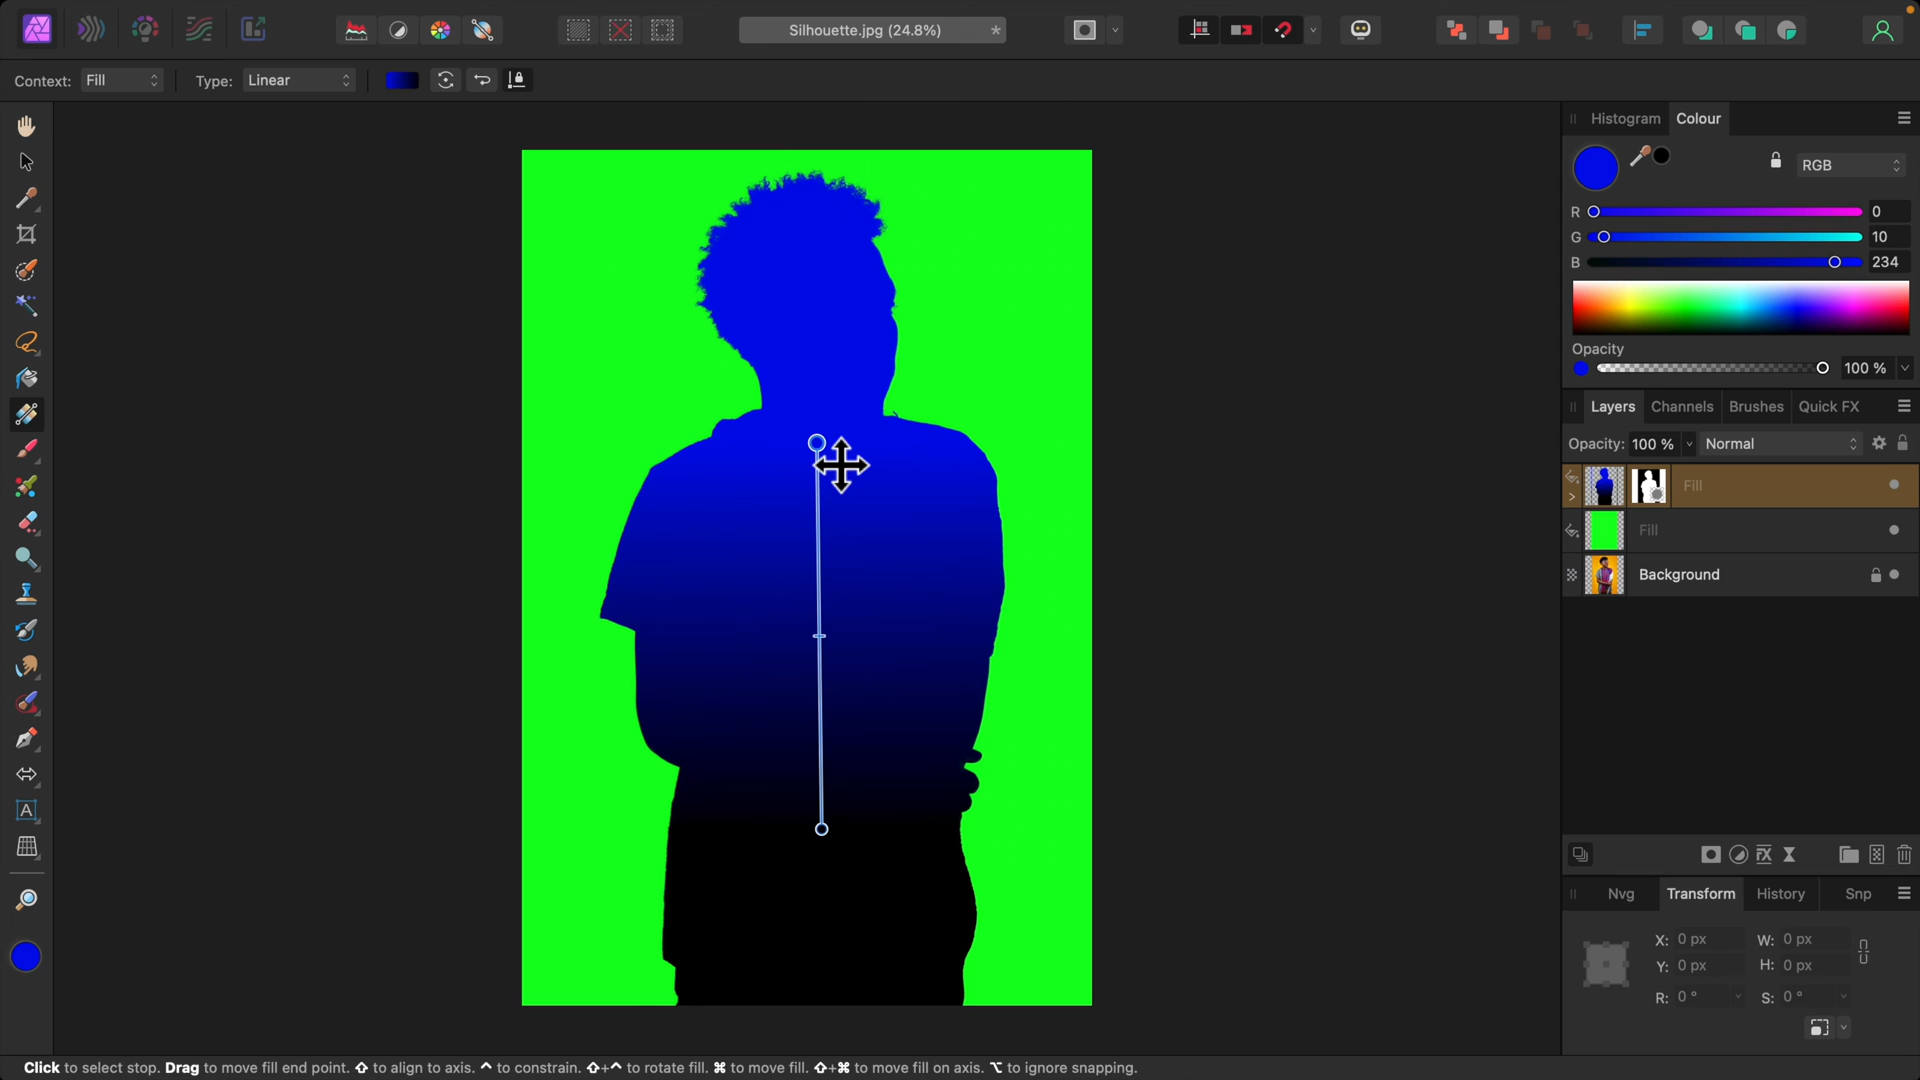 Silhouette.jpg (24.8%)
*
Context: Fill
Type: Linear
Histogram Colour
RGB
R 0
G 10
B 234
Opacity
100 %
Layers Channels Brushes Quick FX
Opacity: 100 % Normal
Fill
Fill
Background
FX
A
Nvg Transform History Snp
X: 0 px W: 0 px
Y: 0 px H: 0 px
R: 0 ° S: 0 °
Click to select stop. Drag to move fill end point. ⇧ to align to axis. ^ to constrain. ⇧+^ to rotate fill. ⌘ to move fill. ⇧+⌘ to move fill on axis. ⌥ to ignore snapping.